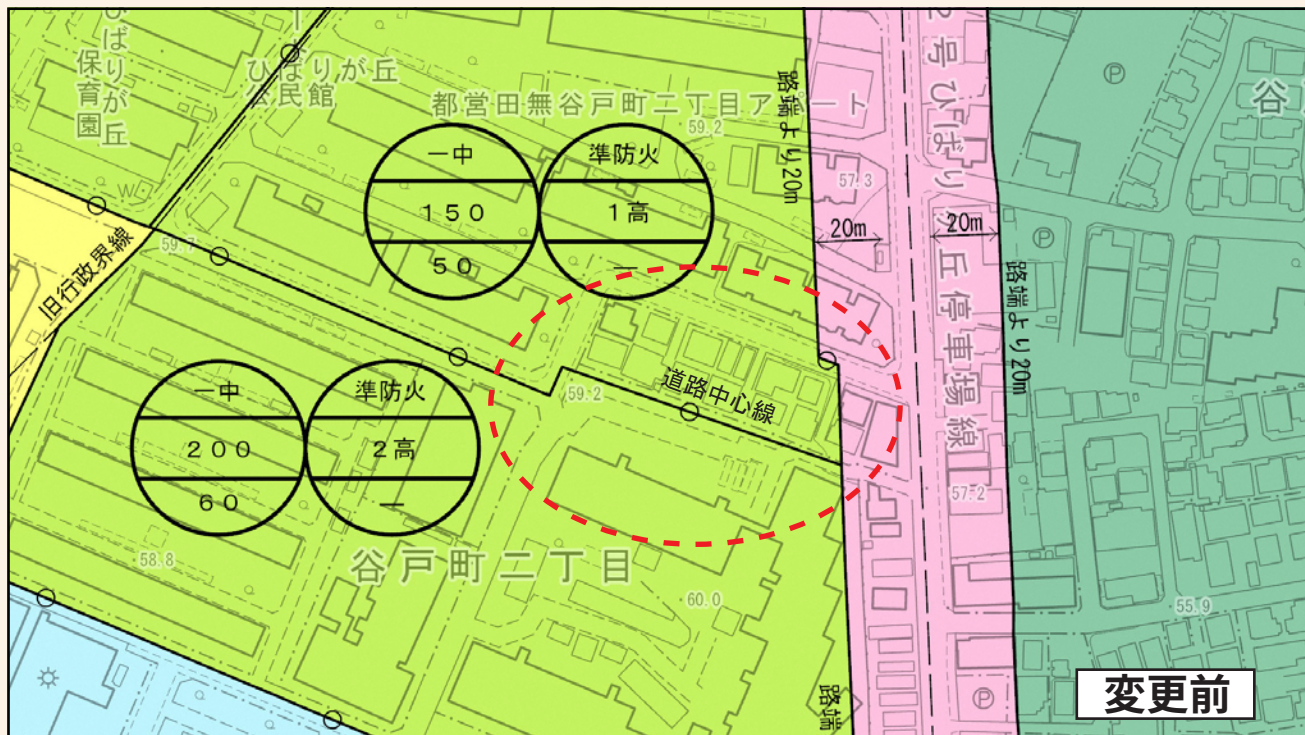 ひばりが丘
保育園
ひばりが丘
公民館
都営田無谷戸町二丁目アパート
59.2
路端より20m
2号ひばりが丘停車場線
谷
P
一中
150
50
準防火
1高
―
57.3
20m
20m
P
W
59.7
旧行政界線
路端より20m
59.2
道路中心線
一中
200
60
準防火
2高
―
57.2
58.8
谷戸町二丁目
60.0
55.9
P
路端
変更前